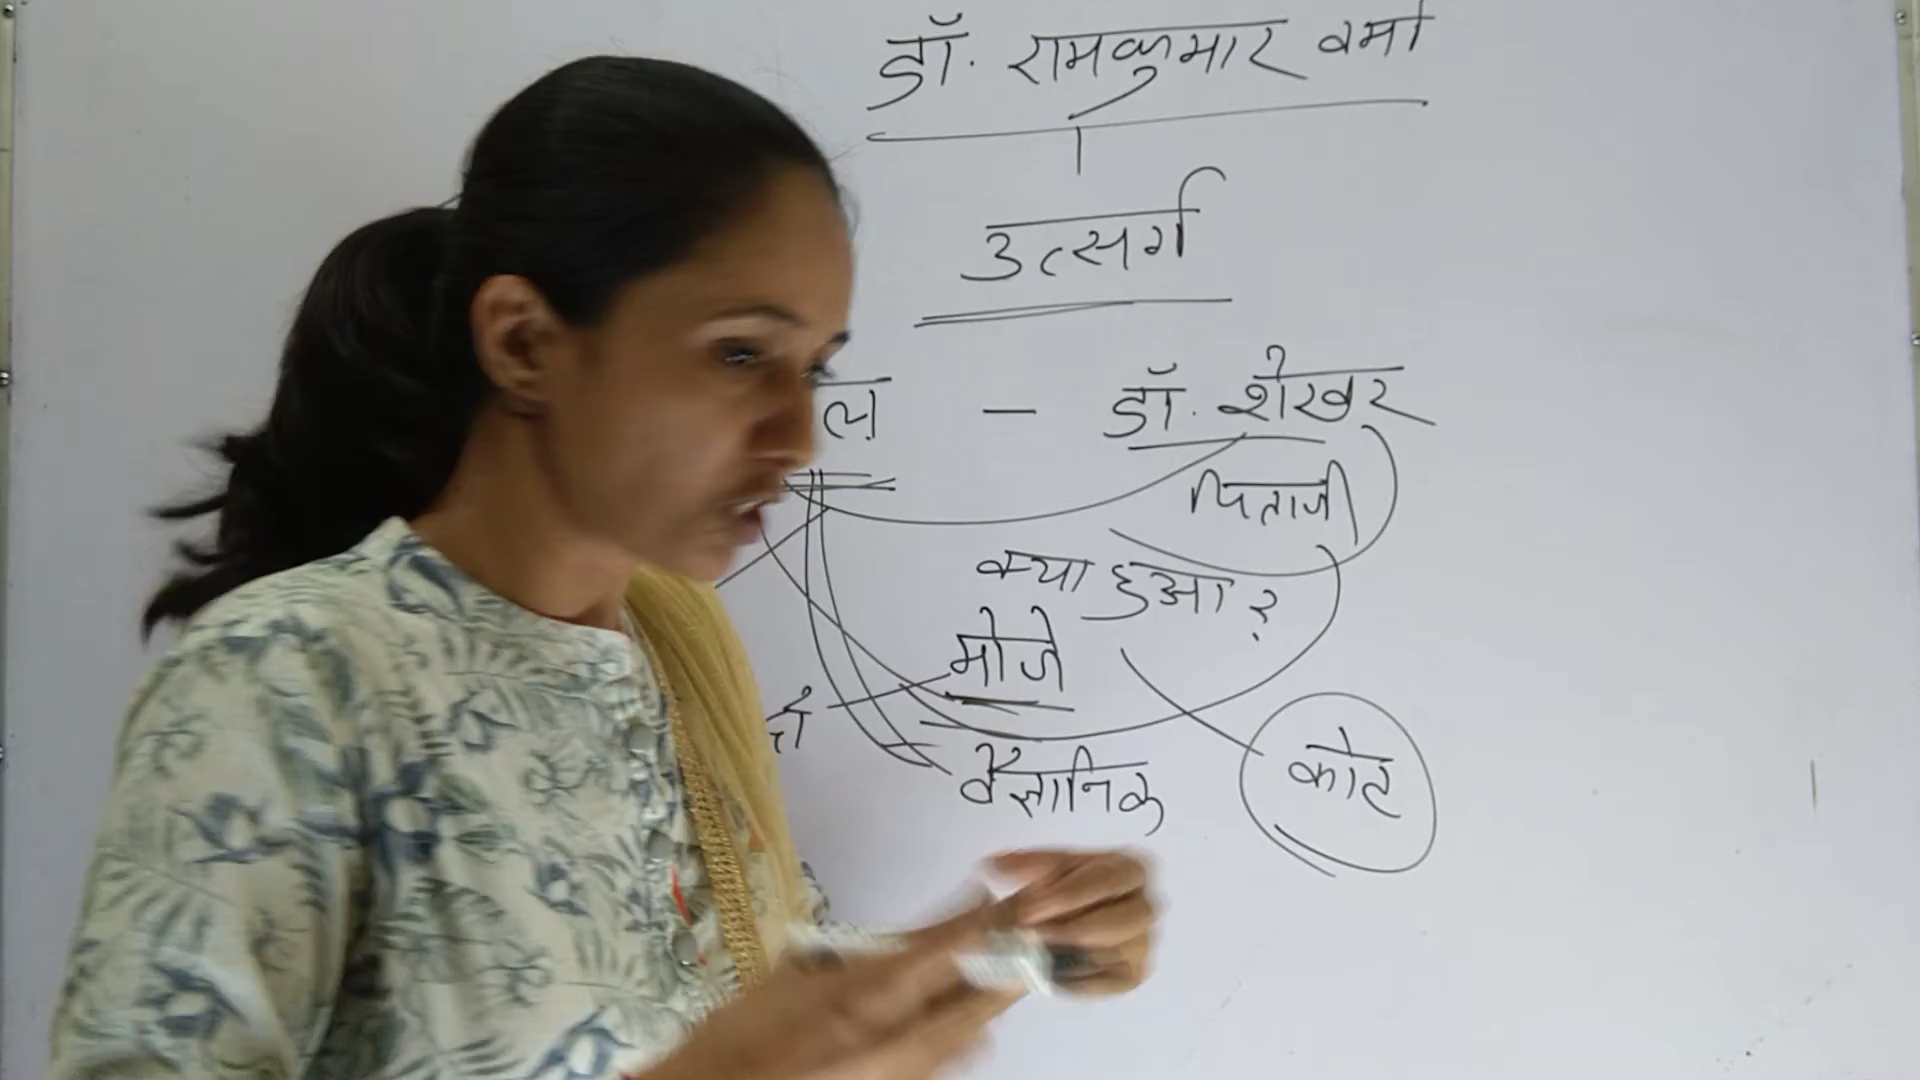 डॉ. रामकुमार वर्मा
उत्सर्ग
ल - डॉ. शेखर
पिताजी
क्या हुआ ?
मोजे
वैज्ञानिक
कोट